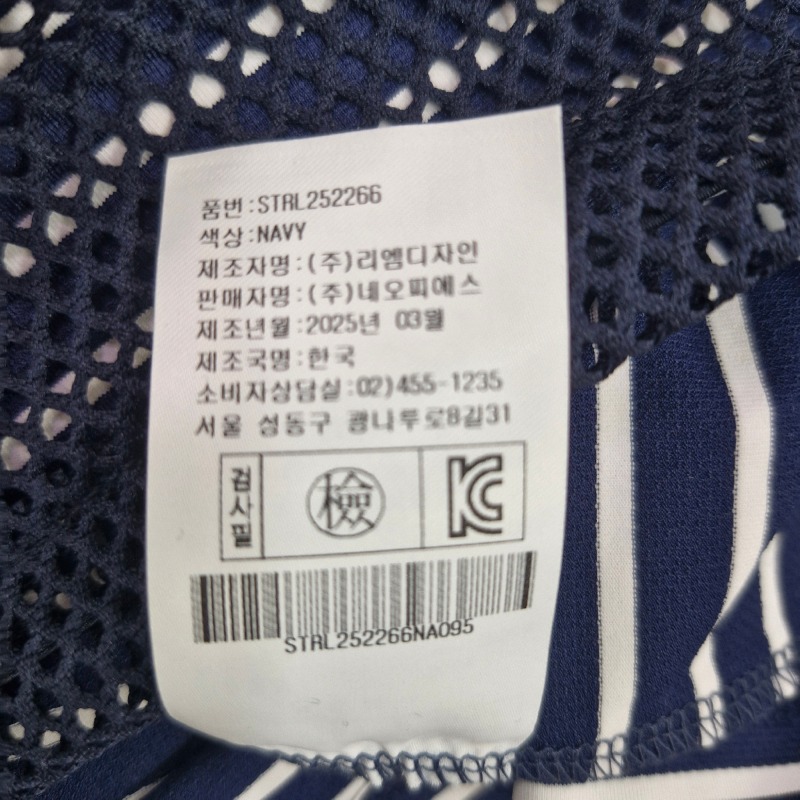 품번:STRL252266
색상:NAVY
제조자명:(주)리엠디자인
판매자명:(주)네오피에스
제조년월:2025년 03월
제조국명:한국
소비자상담실:02)455-1235
서울 성동구 광나루로8길31
검사필
檢
KC
STRL252266NA095